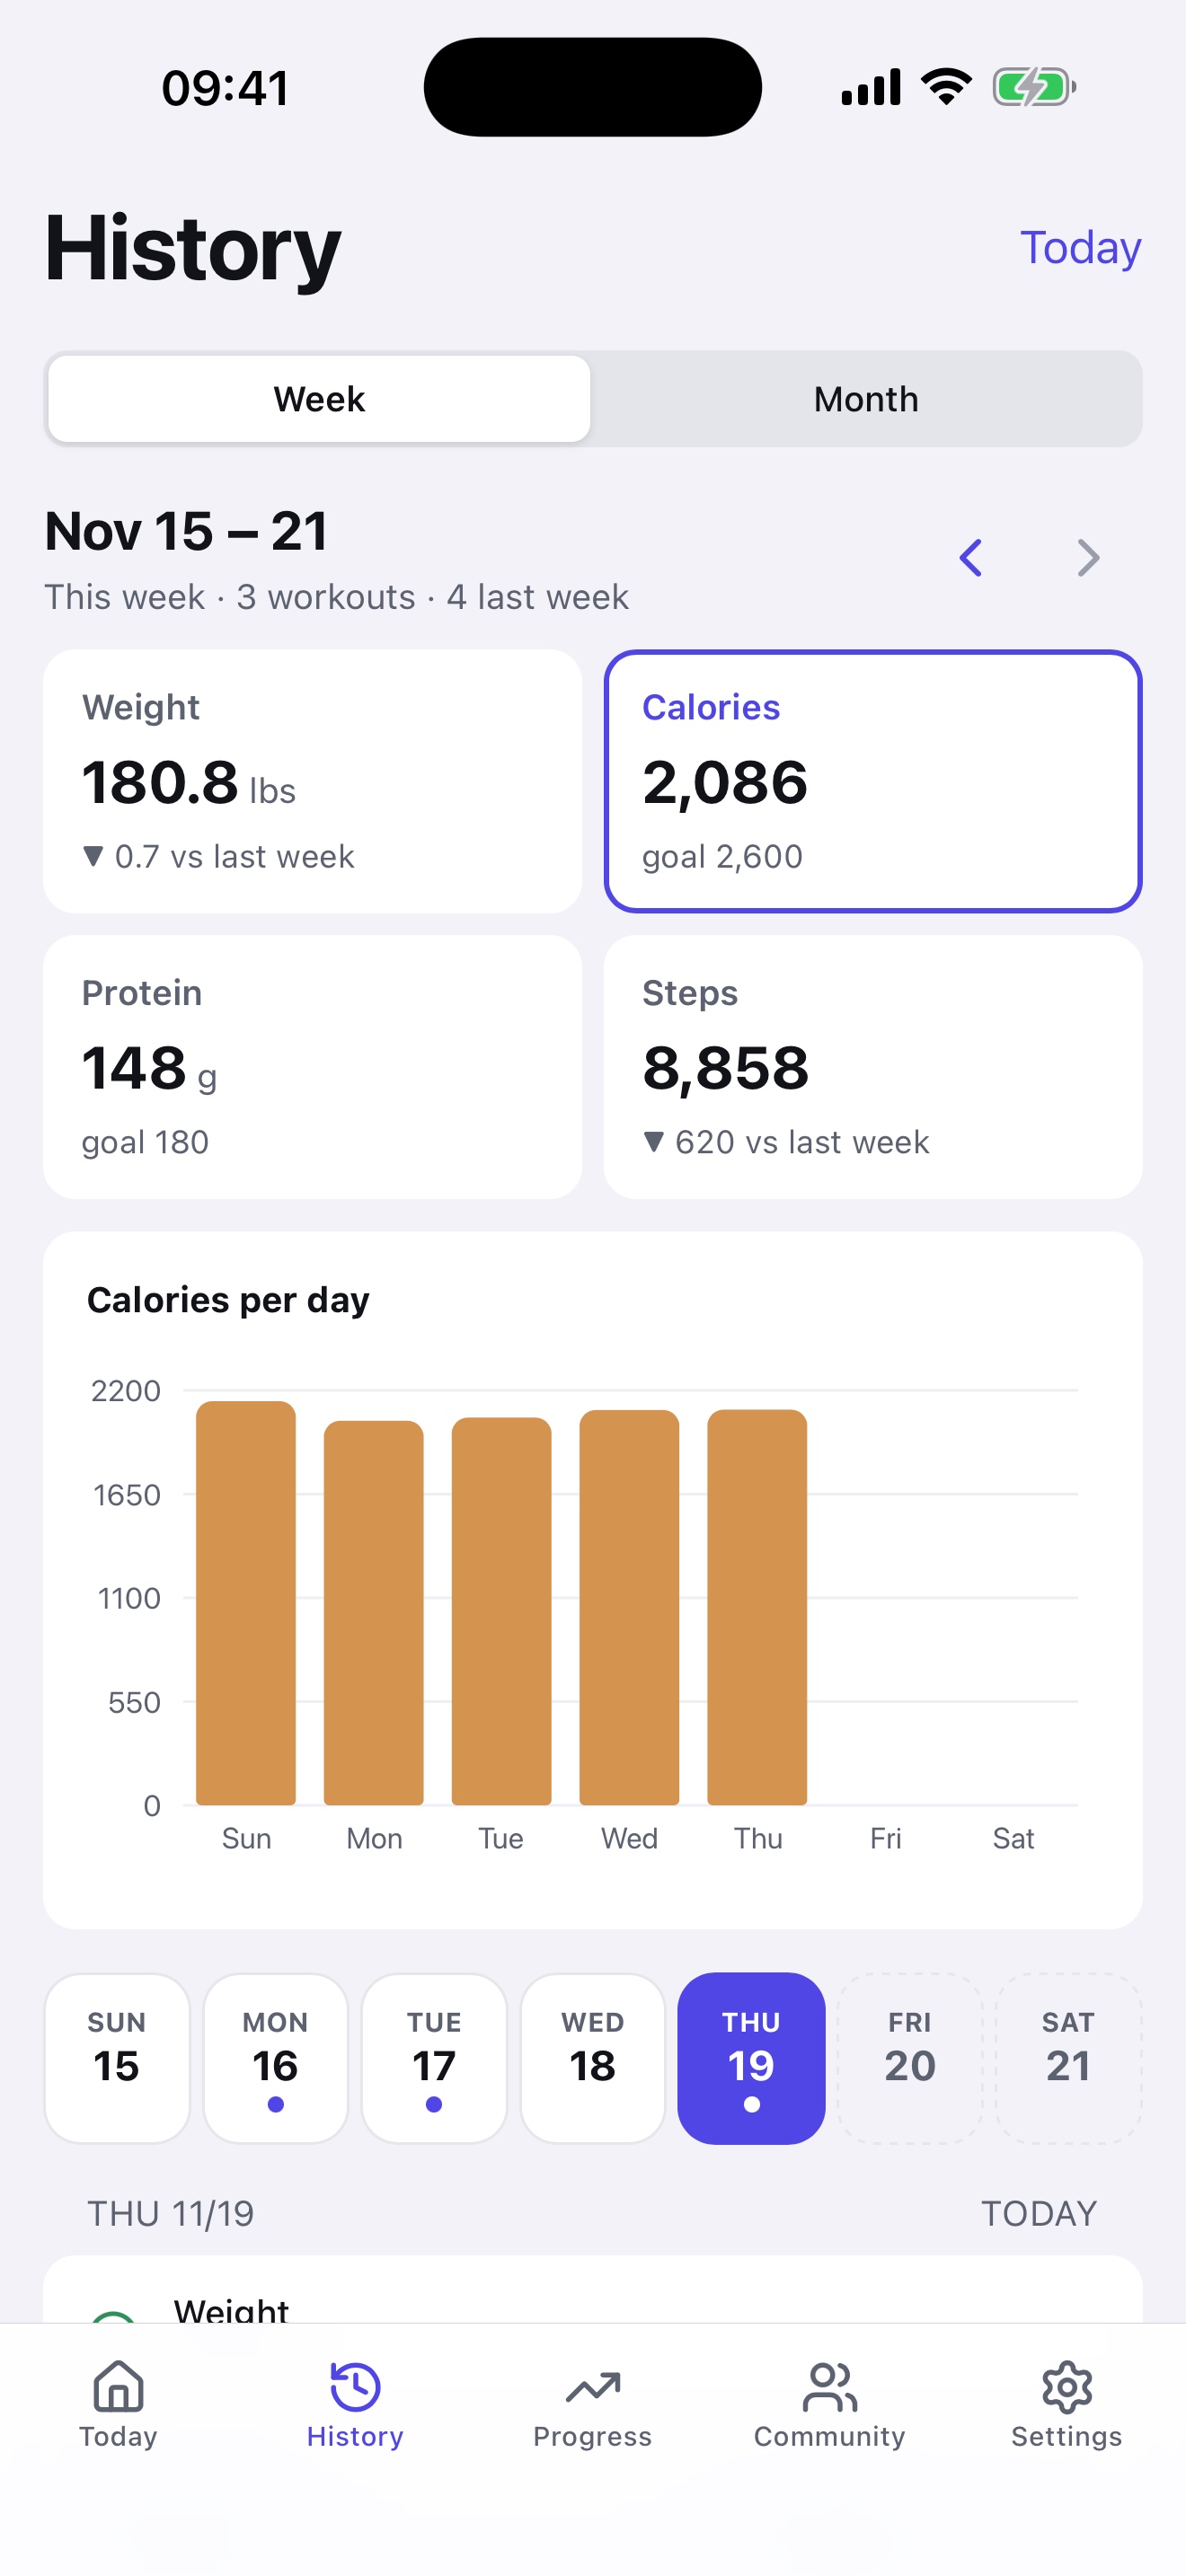 09:41
History
Today
Week
Month
Nov 15 – 21
This week · 3 workouts · 4 last week
Weight
180.8 lbs
▼ 0.7 vs last week
Calories
2,086
goal 2,600
Protein
148 g
goal 180
Steps
8,858
▼ 620 vs last week
Calories per day
2200
1650
1100
550
0
Sun Mon Tue Wed Thu Fri Sat
SUN MON TUE WED THU FRI SAT
15 16 17 18 19 20 21
THU 11/19
TODAY
Weight
Today History Progress Community Settings